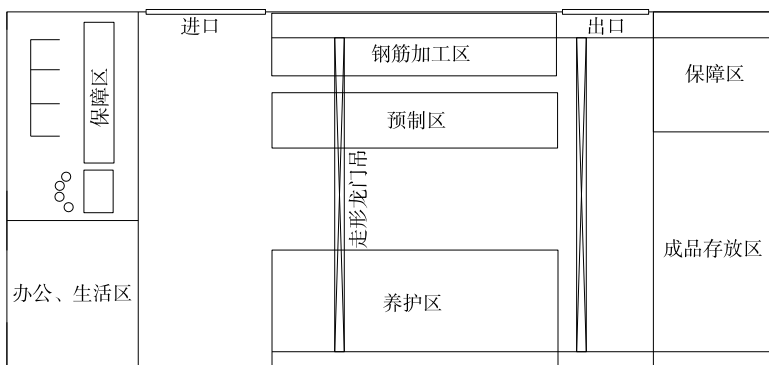 进口
出口
钢筋加工区
保障区
保障区
预制区
走形龙门吊
成品存放区
办公、生活区
养护区